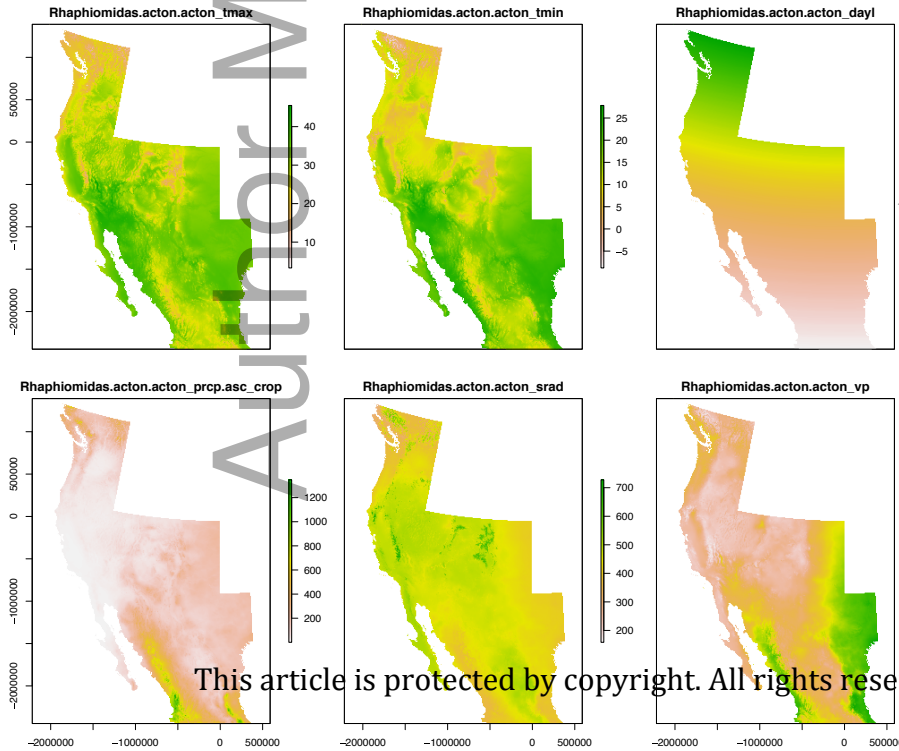 Rhaphiomidas.acton.acton_tmax
Rhaphiomidas.acton.acton_tmin
Rhaphiomidas.acton.acton_dayl
500000
0
−1000000
−2000000
40
30
20
10
25
20
15
10
5
0
−5
Author M
Rhaphiomidas.acton.acton_prcp.asc_crop
Rhaphiomidas.acton.acton_srad
Rhaphiomidas.acton.acton_vp
500000
0
−1000000
−2000000
1200
1000
800
600
400
200
700
600
500
400
300
200
This article is protected by copyright. All rights rese
−2000000 −1000000 0 500000
−2000000 −1000000 0 500000
−2000000 −1000000 0 50000